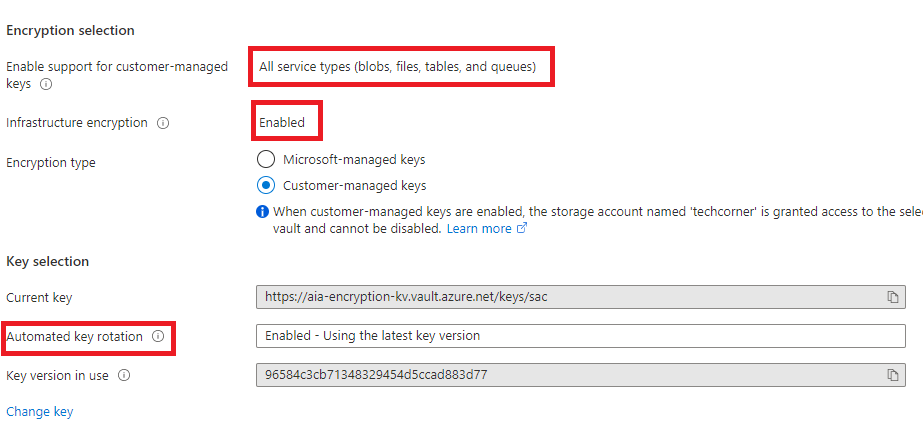 Encryption selection
Enable support for customer-managed keys
All service types (blobs, files, tables, and queues)
Infrastructure encryption
Enabled
Encryption type
Microsoft-managed keys
Customer-managed keys
When customer-managed keys are enabled, the storage account named 'techcorner' is granted access to the sele
vault and cannot be disabled. Learn more
Key selection
Current key
https://aia-encryption-kv.vault.azure.net/keys/sac
Automated key rotation
Enabled - Using the latest key version
Key version in use
96584c3cb71348329454d5ccad883d77
Change key